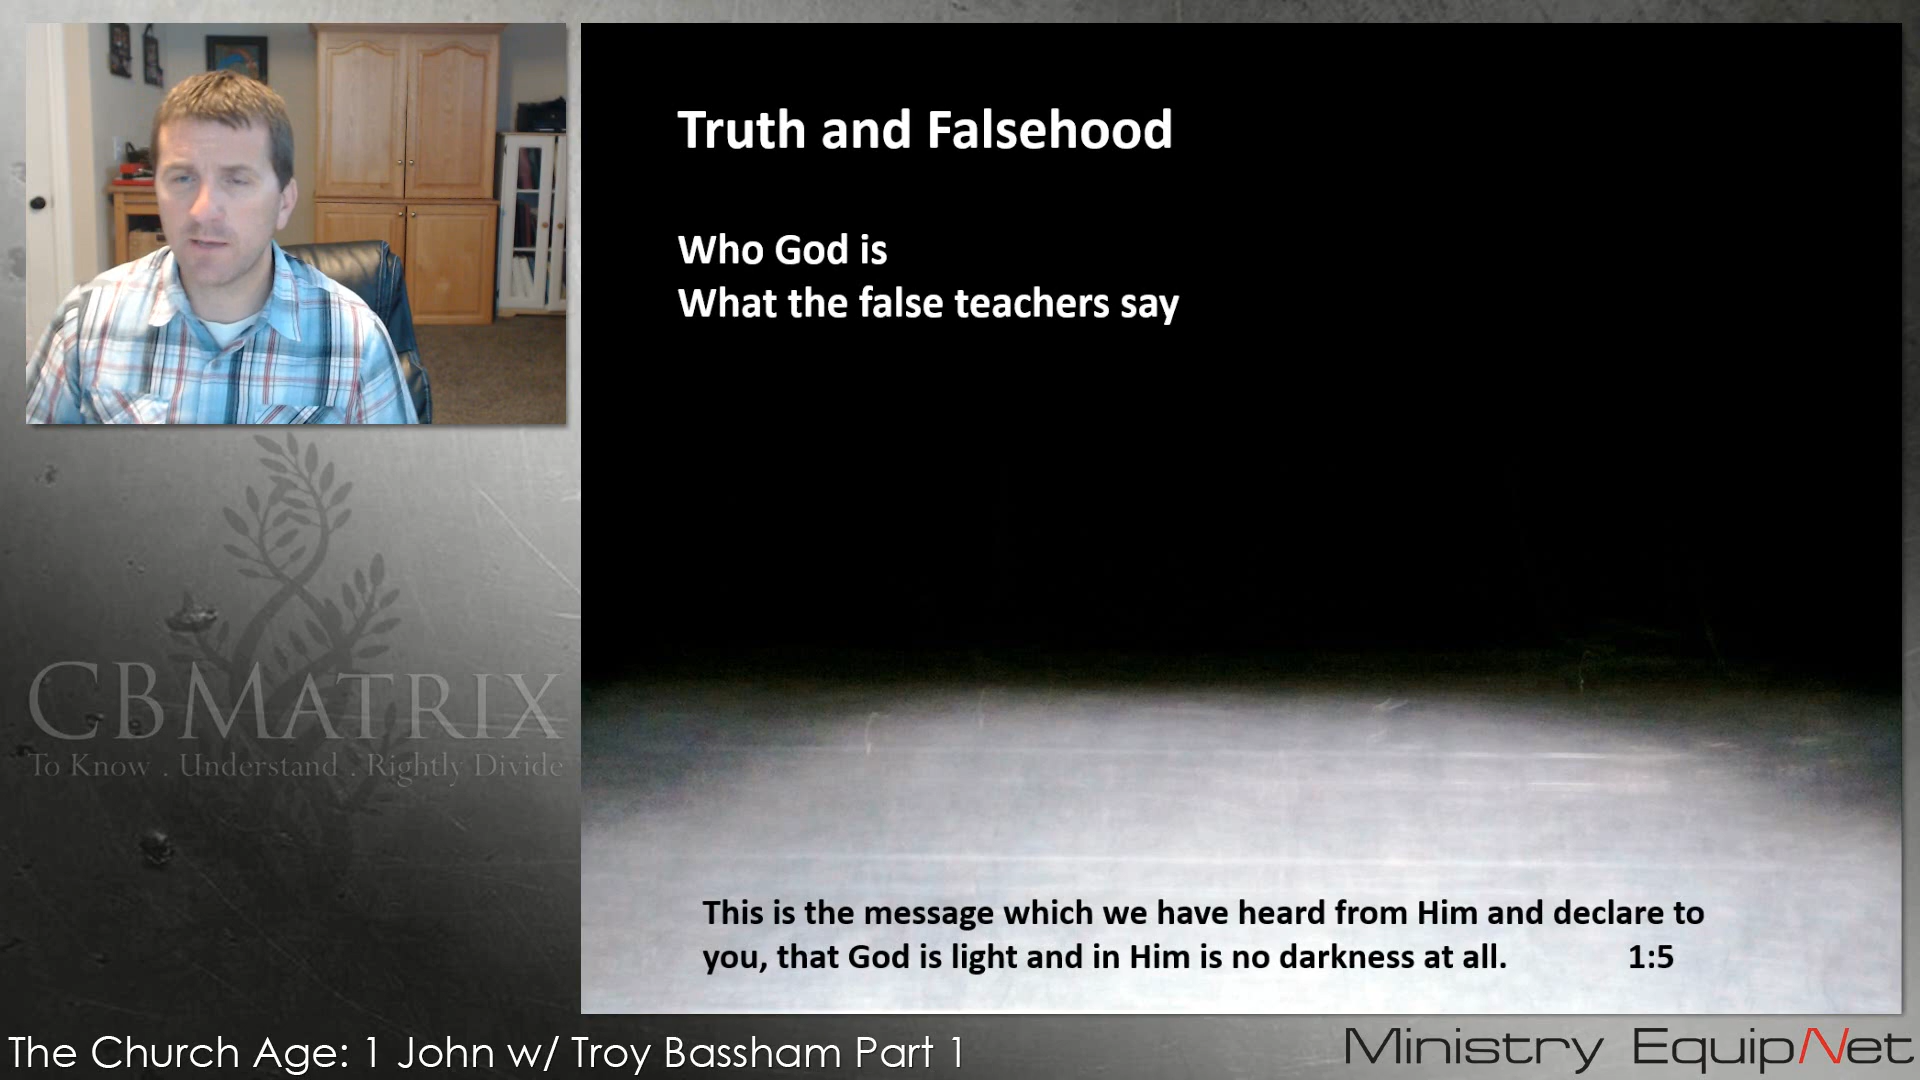 Truth and Falsehood
Who God is
What the false teachers say
This is the message which we have heard from Him and declare to
you, that God is light and in Him is no darkness at all. 1:5
CBMATRIX
To Know . Understand . Rightly Divide
The Church Age: 1 John w/ Troy Bassham Part 1
Ministry EquipNet